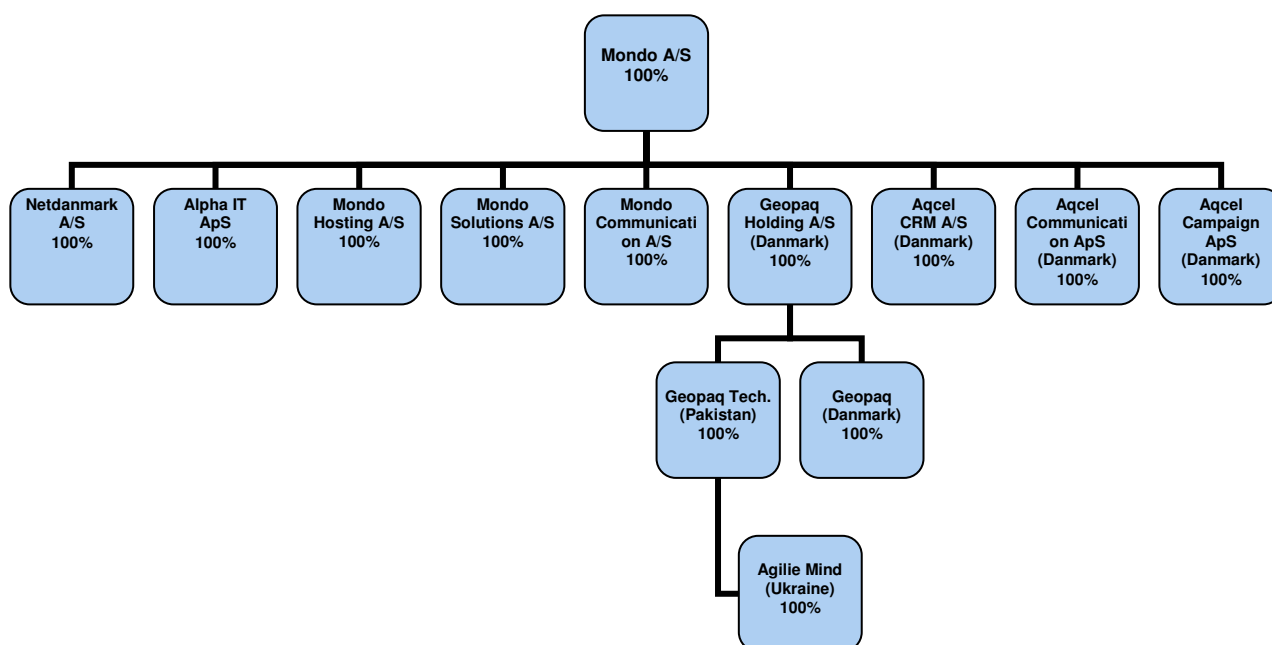 Mondo A/S
100%
Netdanmark
A/S
100%
Alpha IT
ApS
100%
Mondo
Hosting A/S
100%
Mondo
Solutions A/S
100%
Mondo
Communicati
on A/S
100%
Geopaq
Holding A/S
(Danmark)
100%
Aqcel
CRM A/S
(Danmark)
100%
Aqcel
Communicati
on ApS
(Danmark)
100%
Aqcel
Campaign
ApS
(Danmark)
100%
Geopaq Tech.
(Pakistan)
100%
Geopaq
(Danmark)
100%
Agilie Mind
(Ukraine)
100%